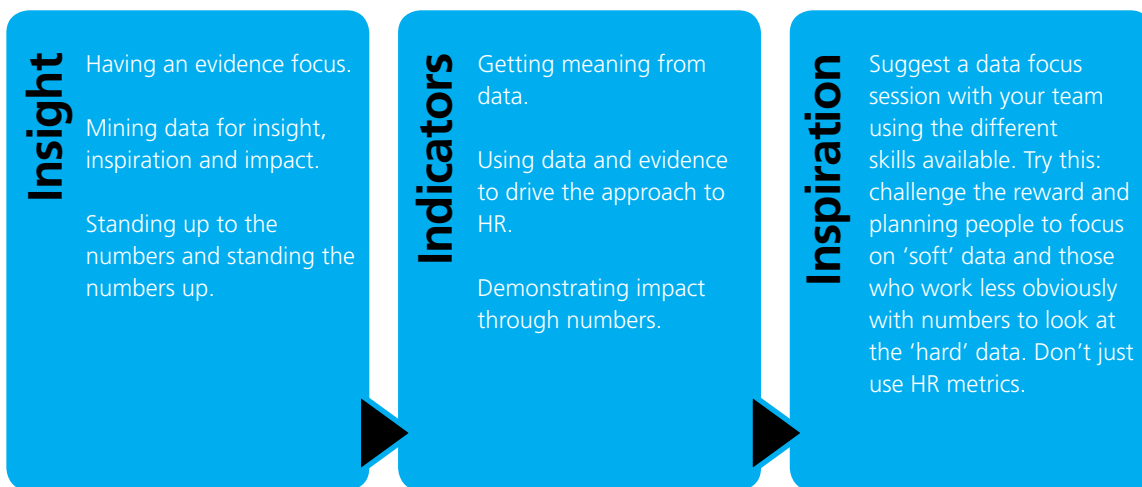 Insight
Having an evidence focus.
Mining data for insight,
inspiration and impact.
Standing up to the
numbers and standing the
numbers up.
Indicators
Getting meaning from
data.
Using data and evidence
to drive the approach to
HR.
Demonstrating impact
through numbers.
Inspiration
Suggest a data focus
session with your team
using the different
skills available. Try this:
challenge the reward and
planning people to focus
on ‘soft’ data and those
who work less obviously
with numbers to look at
the ‘hard’ data. Don’t just
use HR metrics.